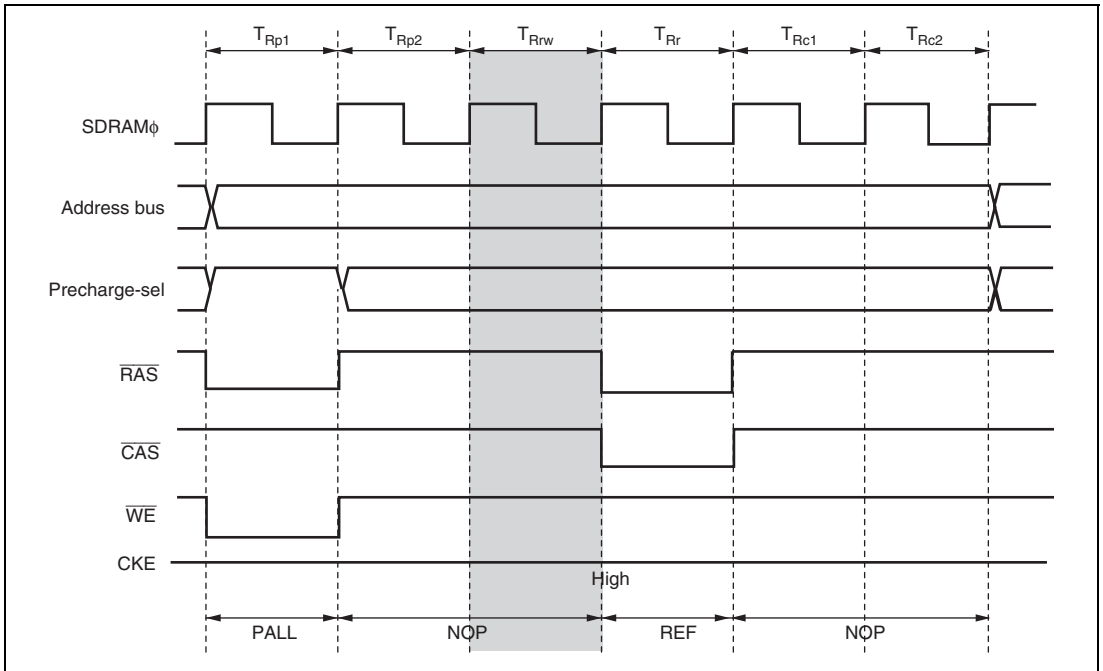 TRp1 TRp2 TRrw TRr TRc1 TRc2
SDRAMϕ
Address bus
Precharge-sel
RAS
CAS
WE
CKE
High
PALL NOP REF NOP